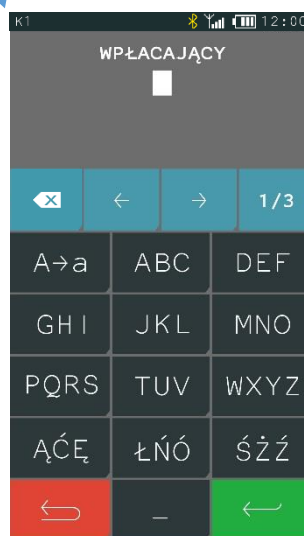 K1 12:00
WPŁACAJĄCY
← → 1/3
A→a ABC DEF
GHI JKL MNO
PQRS TUV WXYZ
ĄĆĘ ŁŃÓ ŚŻŹ
_